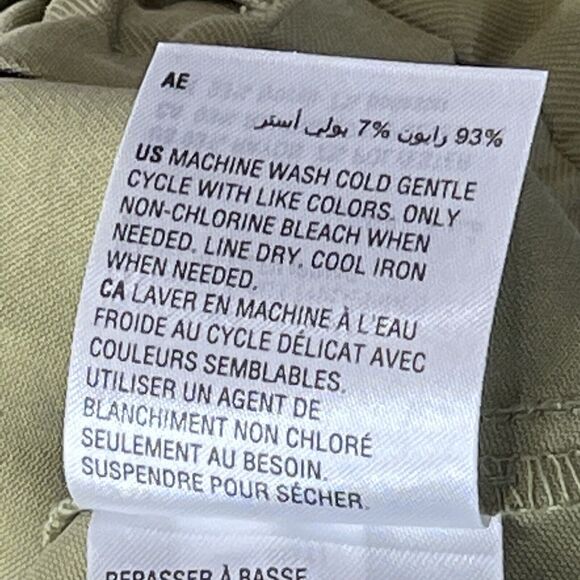 AE
93% رايون 7% بولي أستر
US MACHINE WASH COLD GENTLE
CYCLE WITH LIKE COLORS. ONLY
NON-CHLORINE BLEACH WHEN
NEEDED. LINE DRY. COOL IRON
WHEN NEEDED.
CA LAVER EN MACHINE À L'EAU
FROIDE AU CYCLE DÉLICAT AVEC
COULEURS SEMBLABLES.
UTILISER UN AGENT DE
BLANCHIMENT NON CHLORÉ
SEULEMENT AU BESOIN.
SUSPENDRE POUR SÉCHER.
REPASSER À BASSE